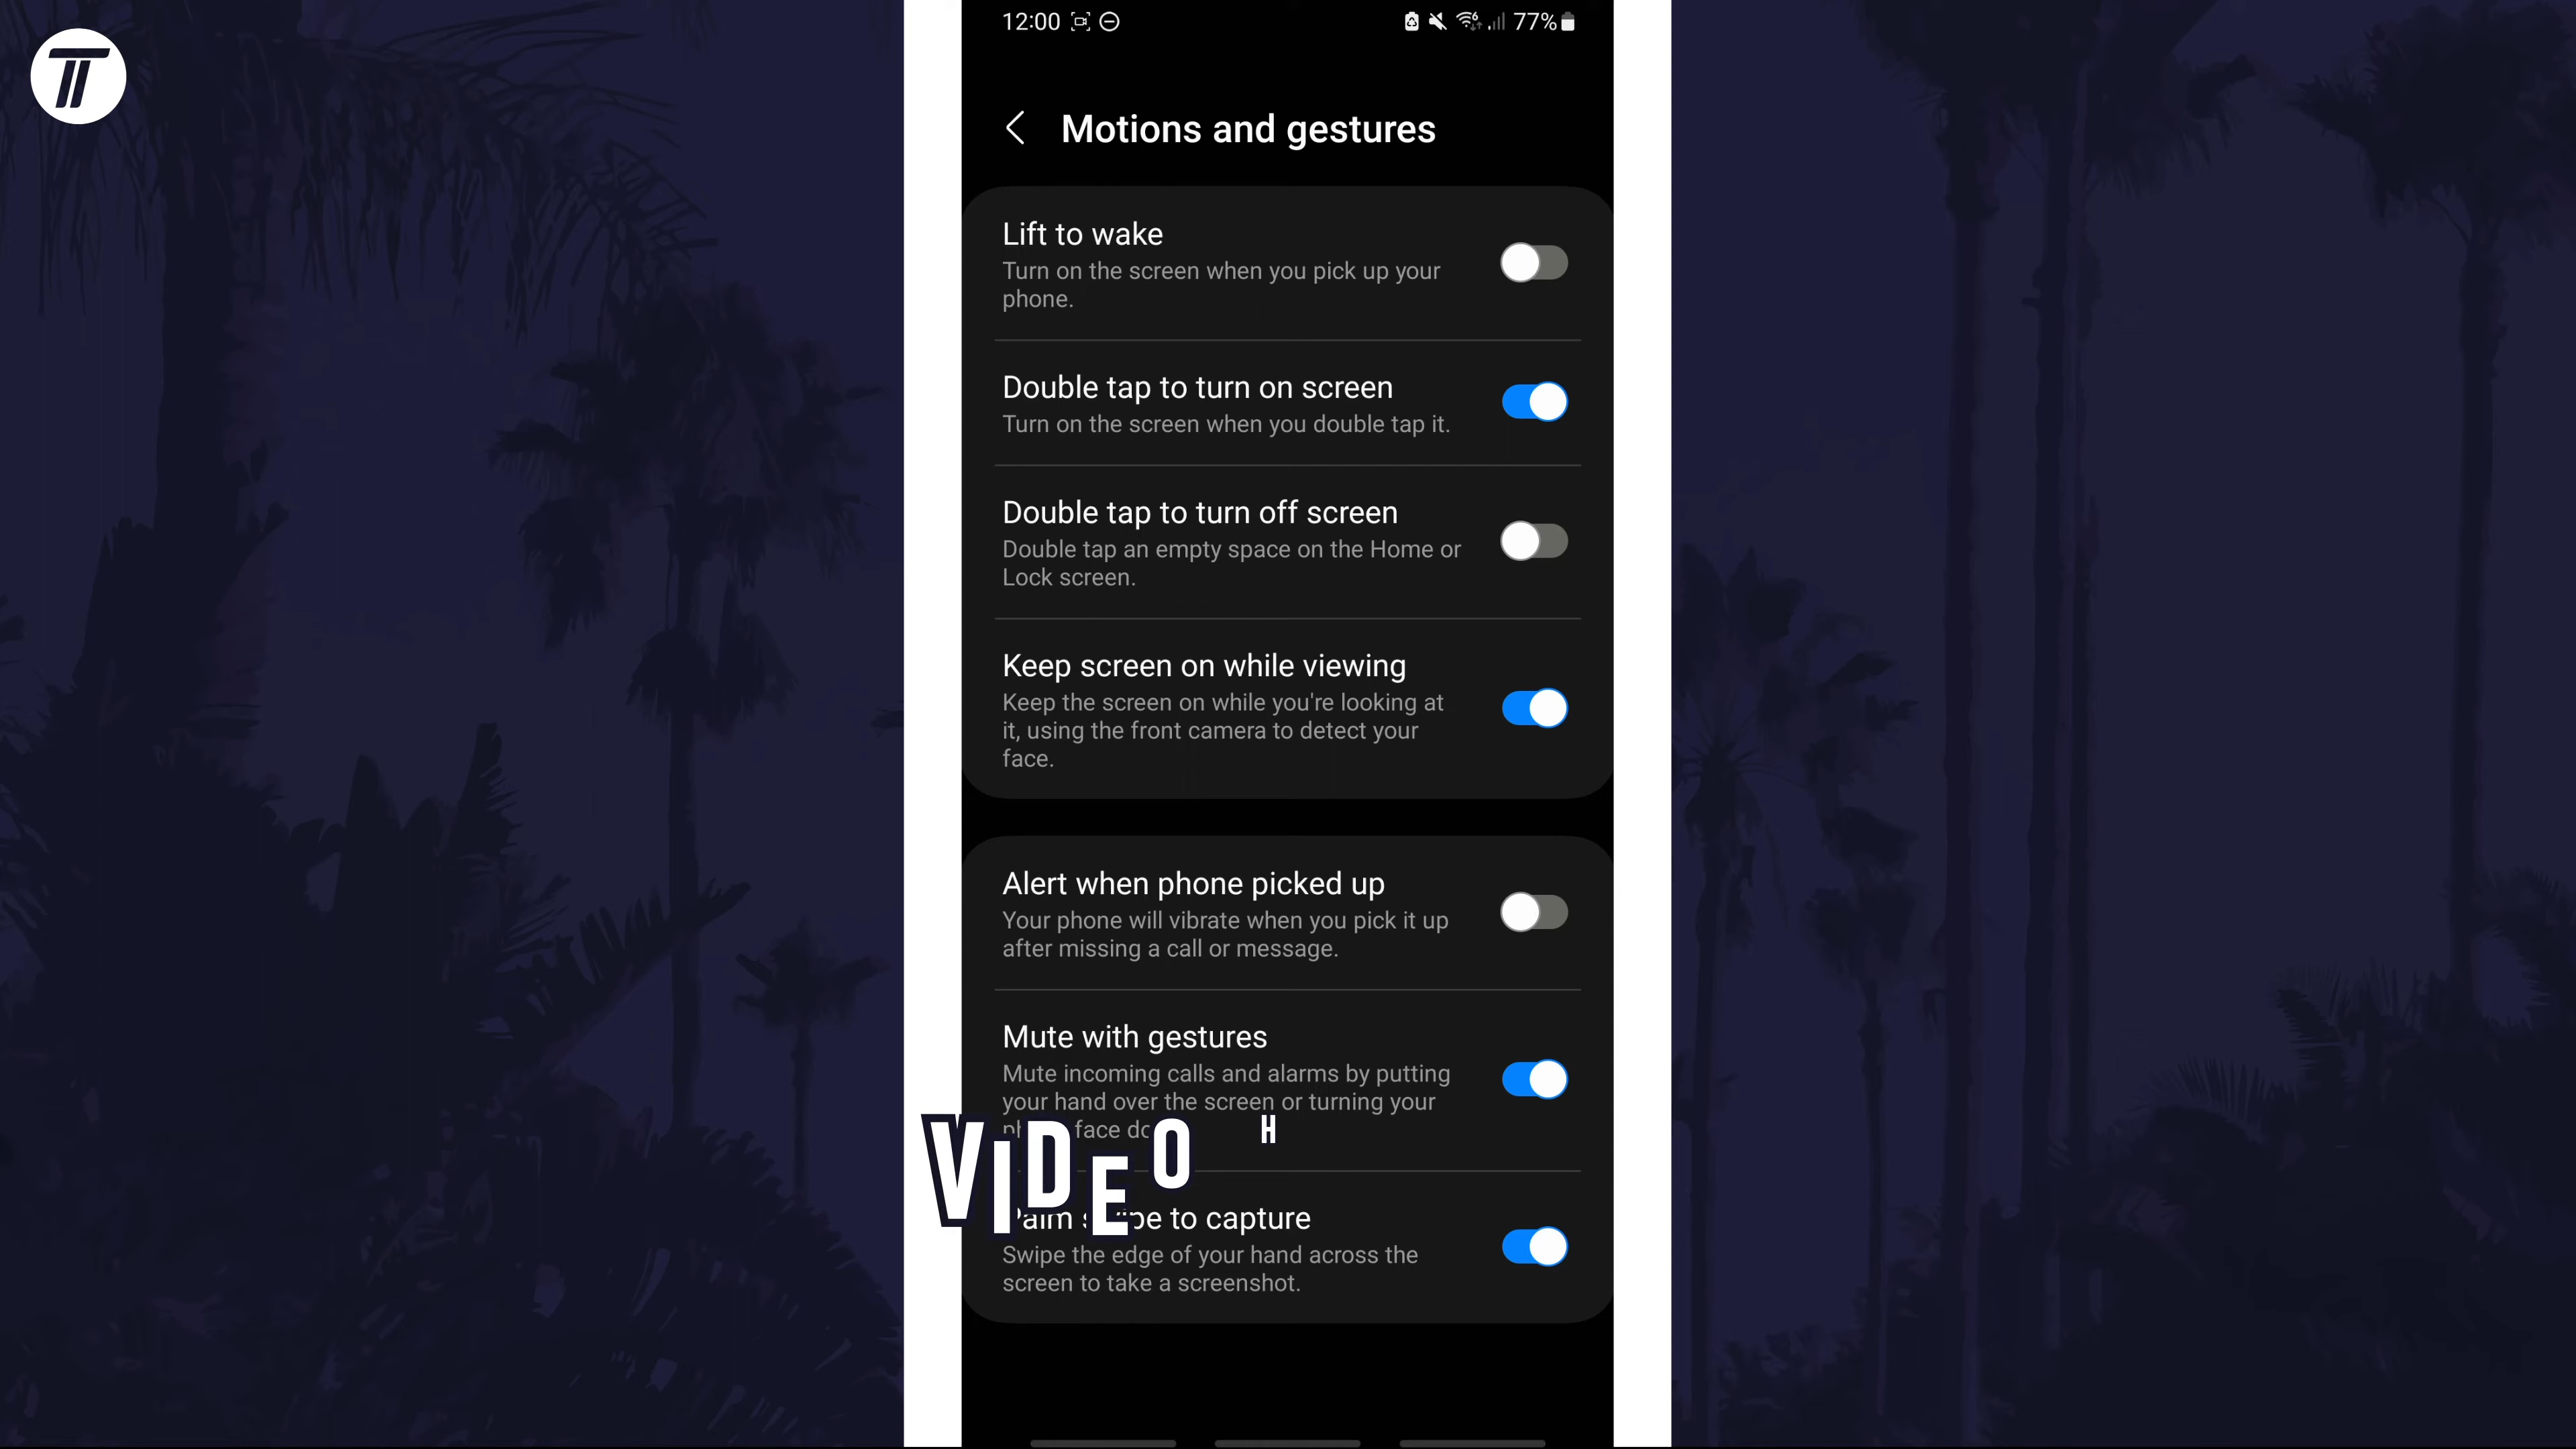 12:00
77%
Motions and gestures
Lift to wake
Turn on the screen when you pick up your
phone.
Double tap to turn on screen
Turn on the screen when you double tap it.
Double tap to turn off screen
Double tap an empty space on the Home or
Lock screen.
Keep screen on while viewing
Keep the screen on while you're looking at
it, using the front camera to detect your
face.
Alert when phone picked up
Your phone will vibrate when you pick it up
after missing a call or message.
Mute with gestures
Mute incoming calls and alarms by putting
your hand over the screen or turning your
face
VIDEO H
to capture
Swipe the edge of your hand across the
screen to take a screenshot.